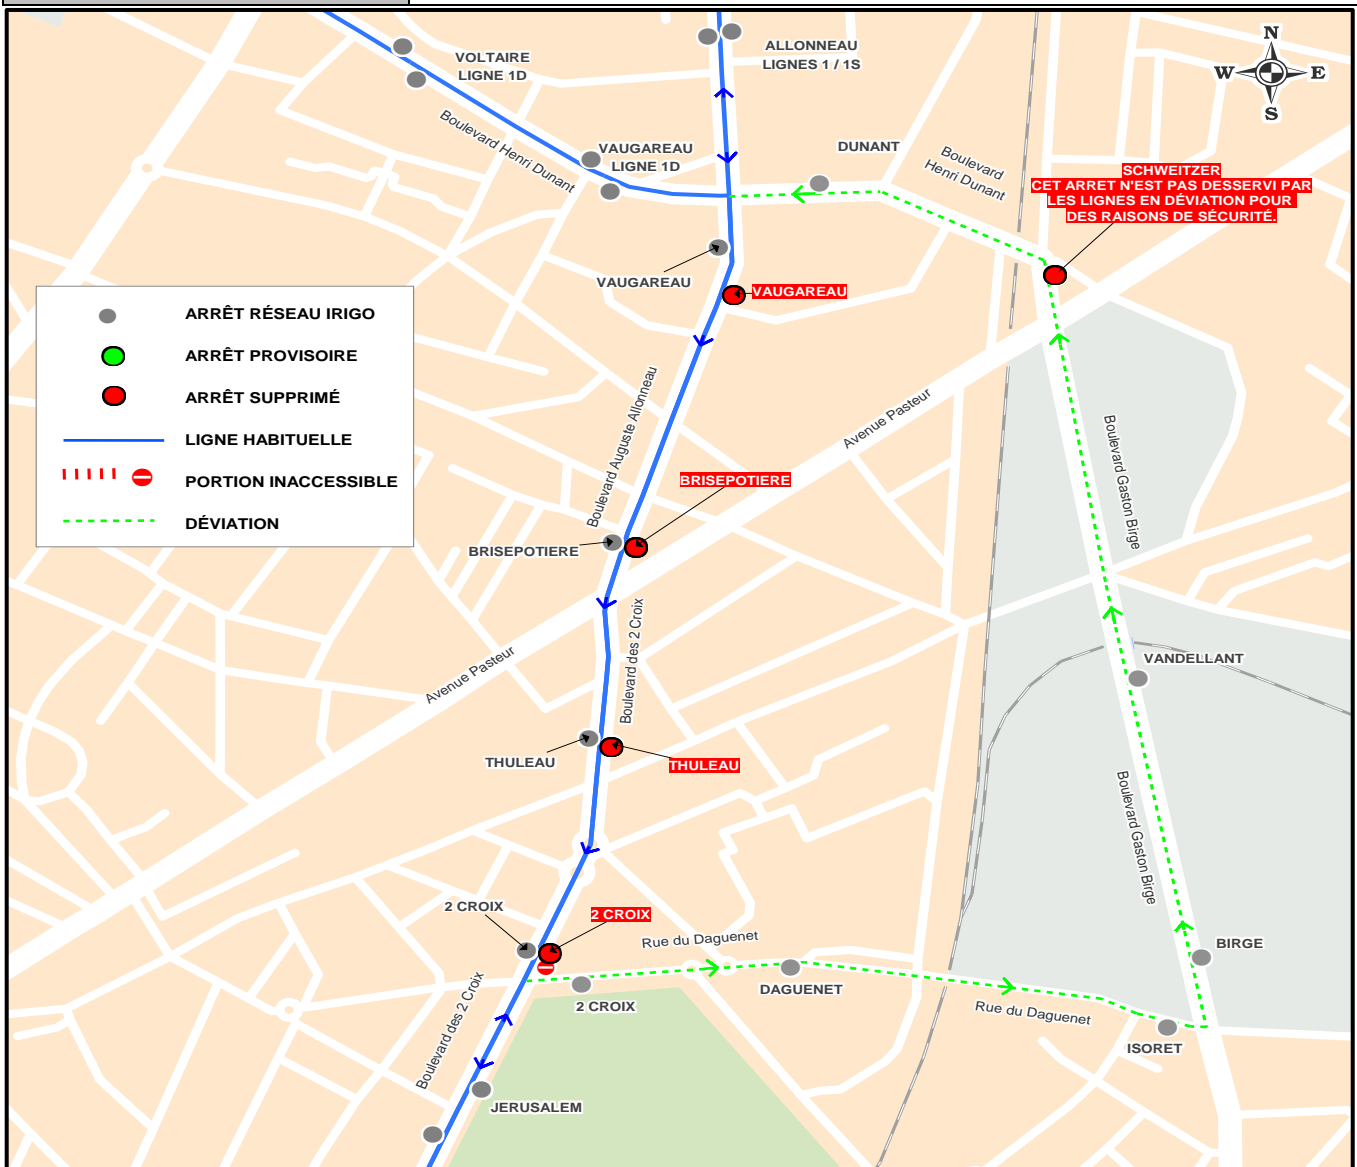 VOLTAIRE
LIGNE 1D
ALLONNEAU
LIGNES 1 / 1S
N
W
E
S
Boulevard Henri Dunant
VAUGAREAU
LIGNE 1D
DUNANT
Boulevard
Henri Dunant
SCHWEITZER
CET ARRET N'EST PAS DESSERVI PAR
LES LIGNES EN DÉVIATION POUR
DES RAISONS DE SÉCURITÉ.
VAUGAREAU
VAUGAREAU
ARRÊT RÉSEAU IRIGO
ARRÊT PROVISOIRE
ARRÊT SUPPRIMÉ
LIGNE HABITUELLE
PORTION INACCESSIBLE
DÉVIATION
Boulevard Auguste Allonneau
Avenue Pasteur
Boulevard Gaston Birge
BRISEPOTIERE
BRISEPOTIERE
Boulevard des 2 Croix
Avenue Pasteur
VANDELLANT
THULEAU
THULEAU
Boulevard Gaston Birge
2 CROIX
2 CROIX
Rue du Daguenet
BIRGE
DAGUENET
2 CROIX
Rue du Daguenet
ISORET
Boulevard des 2 Croix
JERUSALEM